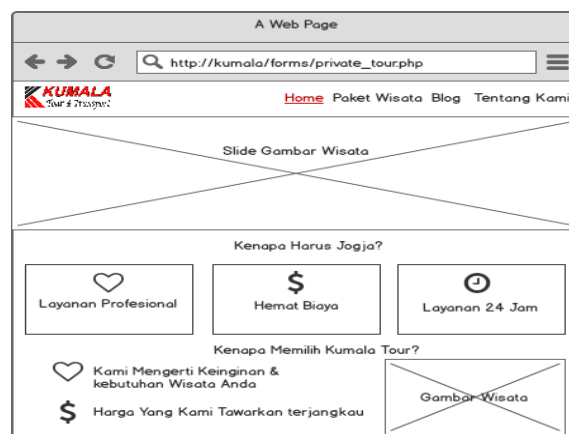 A Web Page
http://kumala/forms/private_tour.php
KUMALA
Tour & Transport
Home Paket Wisata Blog Tentang Kami
Slide Gambar Wisata
Kenapa Harus Jogja?
Layanan Profesional
Hemat Biaya
Layanan 24 Jam
Kenapa Memilih Kumala Tour?
Kami Mengerti Keinginan &
kebutuhan Wisata Anda
Harga Yang Kami Tawarkan terjangkau
Gambar Wisata